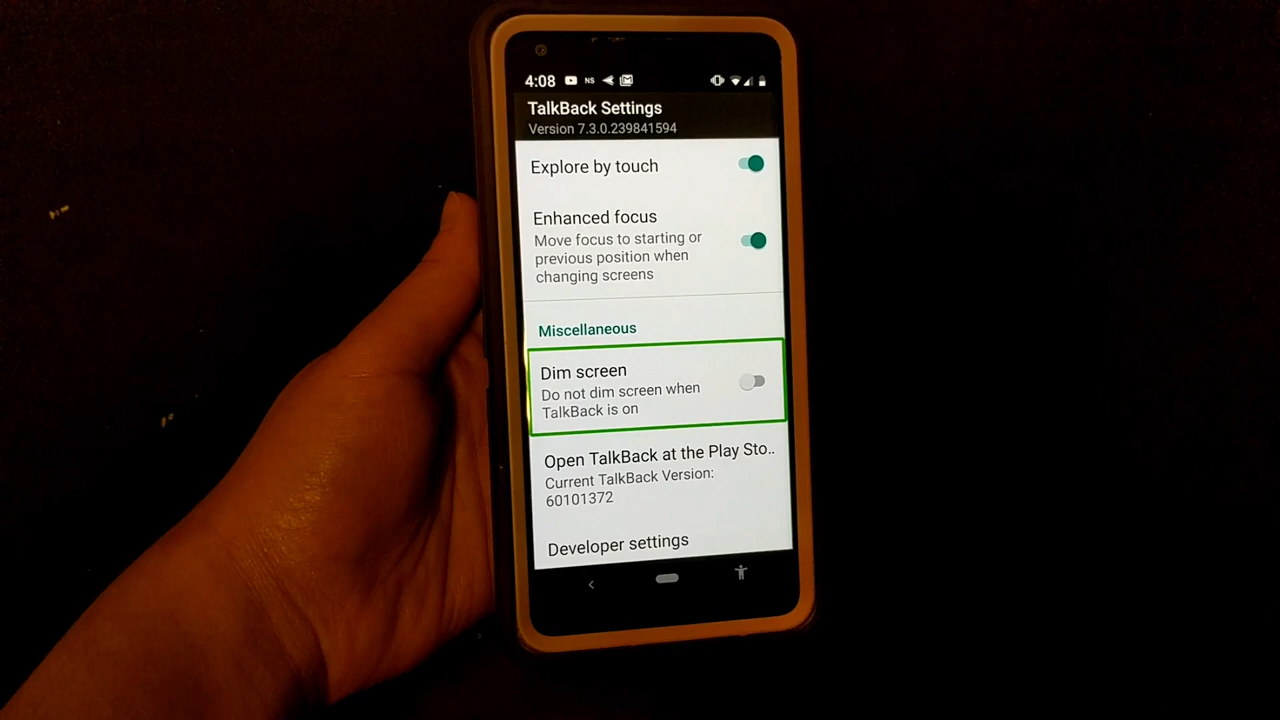 4:08 NS
TalkBack Settings
Version 7.3.0.239841594
Explore by touch
Enhanced focus
Move focus to starting or
previous position when
changing screens
Miscellaneous
Dim screen
Do not dim screen when
TalkBack is on
Open TalkBack at the Play Sto..
Current TalkBack Version:
60101372
Developer settings